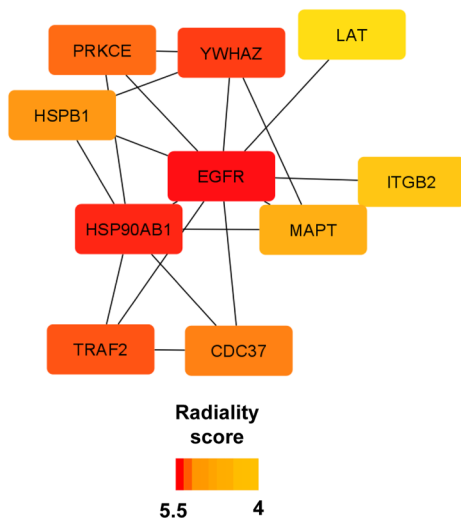 LAT
PRKCE
YWHAZ
HSPB1
EGFR
ITGB2
HSP90AB1
MAPT
TRAF2
CDC37
Radiality
score
5.5
4